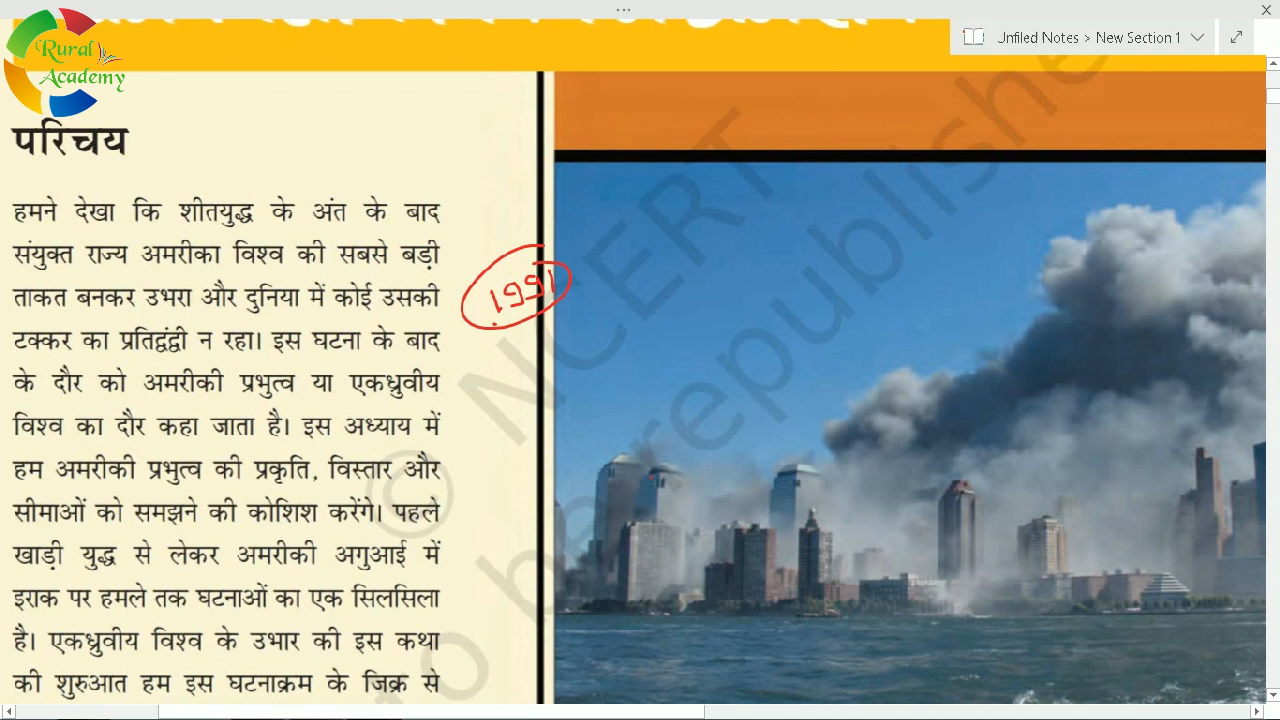 Rural
Academy
Unfiled Notes > New Section 1
परिचय
हमने देखा कि शीतयुद्ध के अंत के बाद
संयुक्त राज्य अमरीका विश्व की सबसे बड़ी
ताकत बनकर उभरा और दुनिया में कोई उसकी
टक्कर का प्रतिद्वंद्वी न रहा। इस घटना के बाद
के दौर को अमरीकी प्रभुत्व या एकध्रुवीय
विश्व का दौर कहा जाता है। इस अध्याय में
हम अमरीकी प्रभुत्व की प्रकृति, विस्तार और
सीमाओं को समझने की कोशिश करेंगे। पहले
खाड़ी युद्ध से लेकर अमरीकी अगुआई में
इराक पर हमले तक घटनाओं का एक सिलसिला
है। एकध्रुवीय विश्व के उभार की इस कथा
की शुरुआत हम इस घटनाक्रम के जिक्र से
1991
© NCERT
be republishe